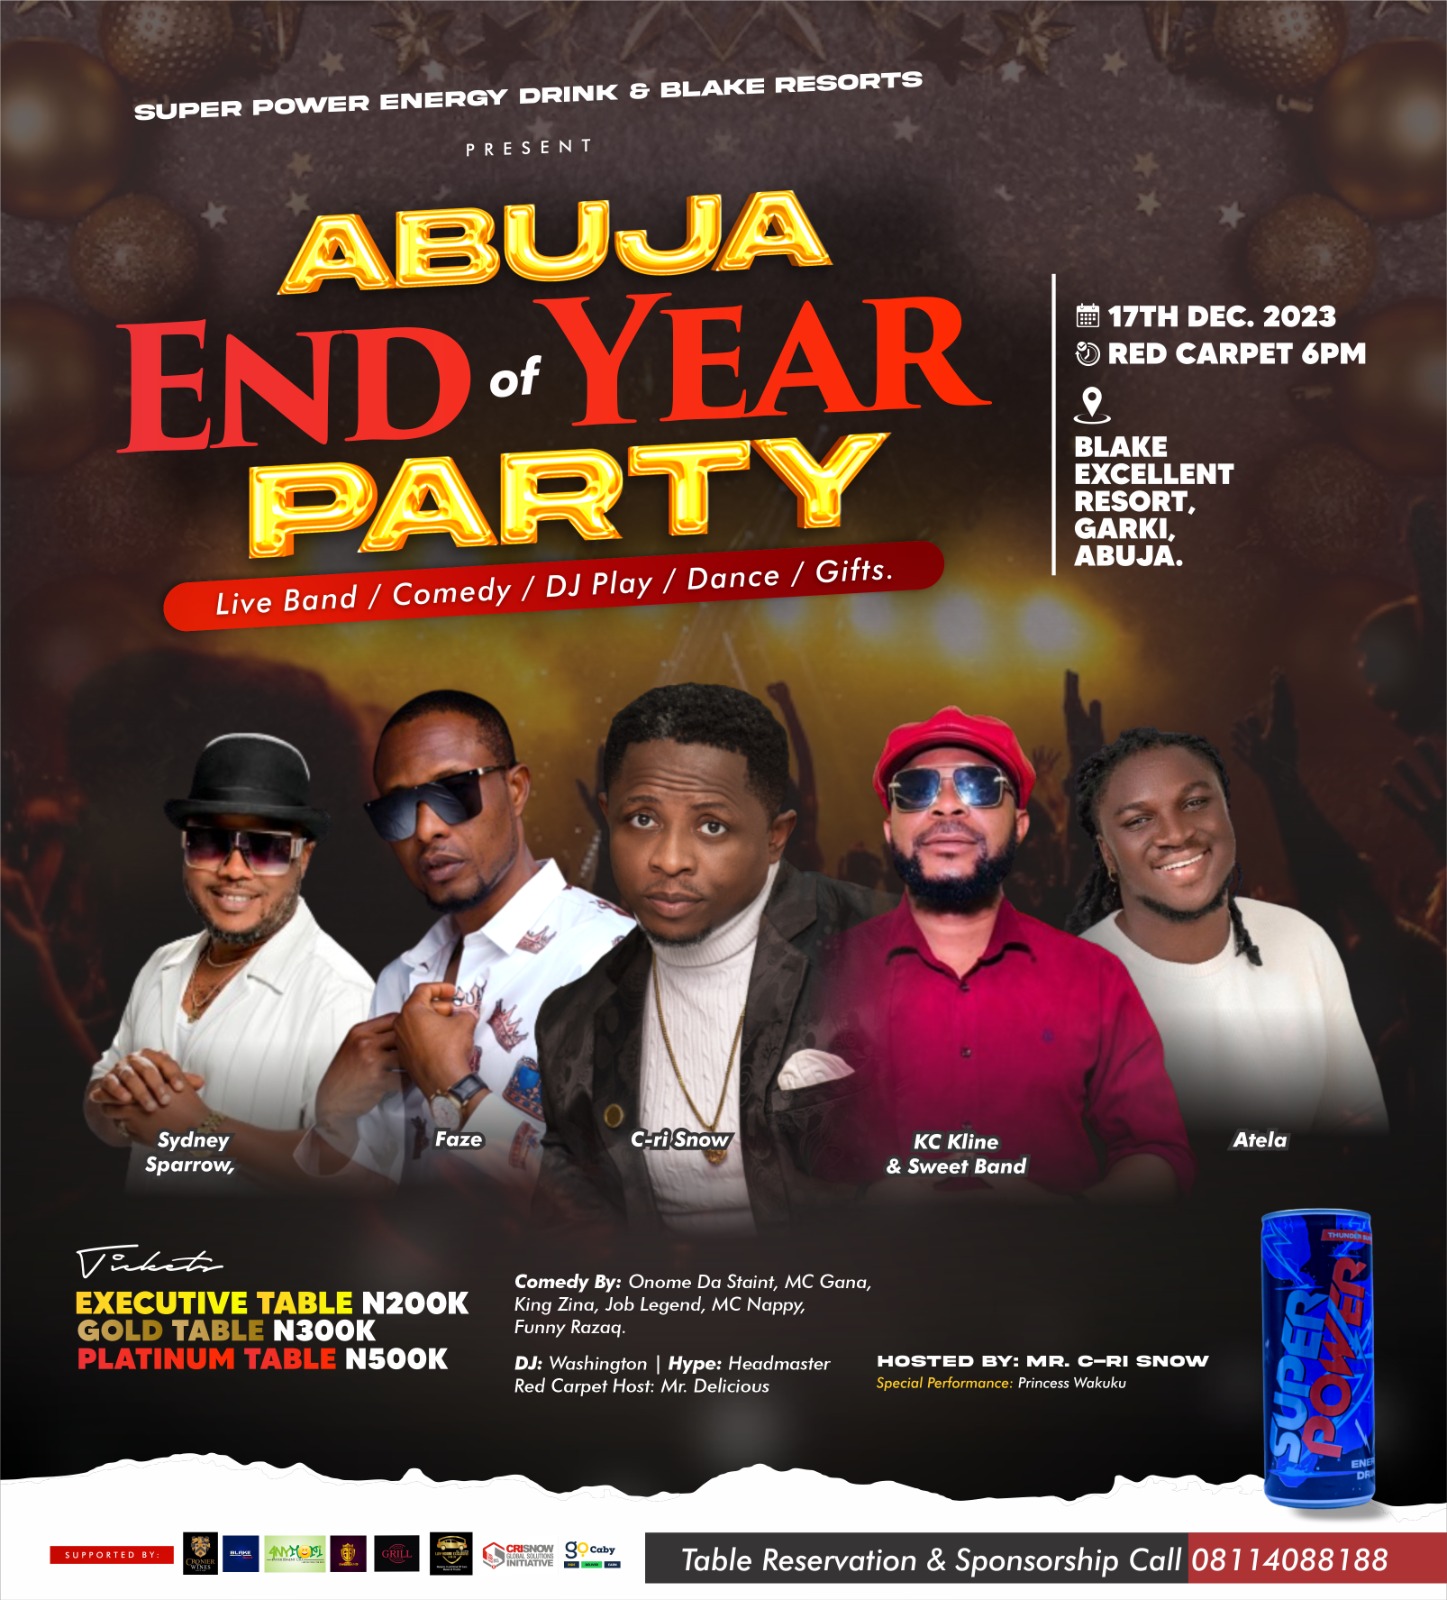 SUPER POWER ENERGY DRINK & BLAKE RESORTS
PRESENT
ABUJA
END of YEAR
PARTY
Live Band / Comedy / DJ Play / Dance / Gifts.
17TH DEC. 2023
RED CARPET 6PM
BLAKE
EXCELLENT
RESORT,
GARKI,
ABUJA.
Sydney
Sparrow,
Faze
C-ri Snow
KC Kline
& Sweet Band
Atela
Tickets
EXECUTIVE TABLE N200K
GOLD TABLE N300K
PLATINUM TABLE N500K
Comedy By: Onome Da Staint, MC Gana,
King Zina, Job Legend, MC Nappy,
Funny Razaq.
DJ: Washington | Hype: Headmaster
Red Carpet Host: Mr. Delicious
HOSTED BY: MR. C-RI SNOW
Special Performance: Princess Wakuku
SUPER
POWER
SUPPORTED BY:
CRONIER
WINES
BLAKE
GRILL
CRISNOW
GLOBAL SOLUTIONS
INITIATIVE
go Caby
Table Reservation & Sponsorship Call 08114088188